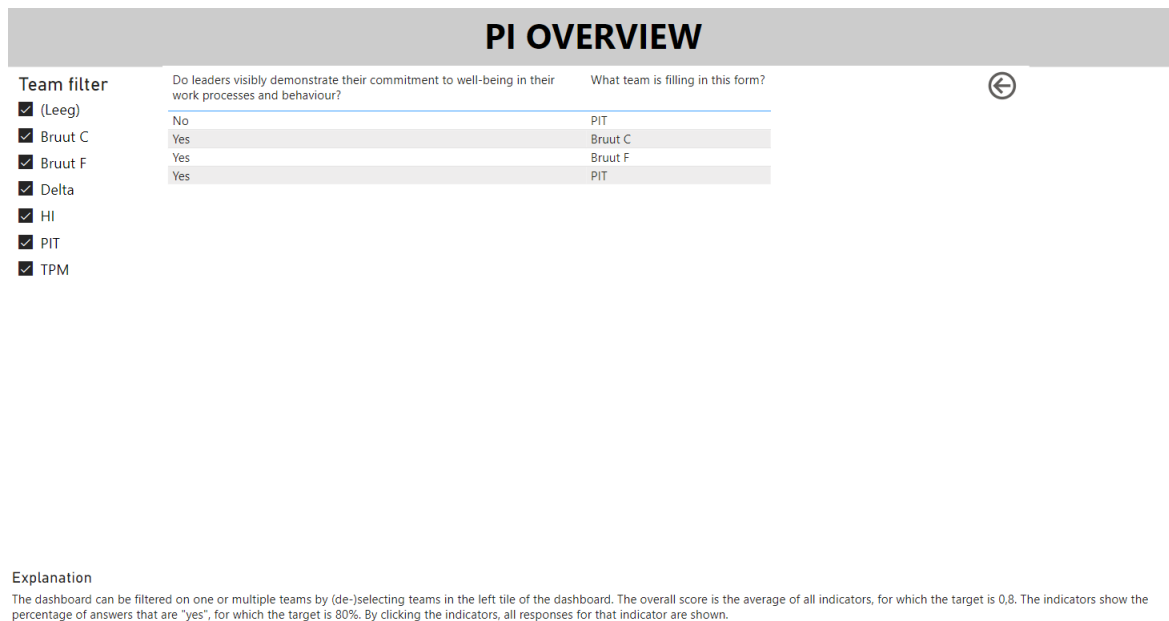 PI OVERVIEW
Team filter
(Leeg)
Bruut C
Bruut F
Delta
HI
PIT
TPM
Do leaders visibly demonstrate their commitment to well-being in their
work processes and behaviour?
What team is filling in this form?
No PIT
Yes Bruut C
Yes Bruut F
Yes PIT
Explanation
The dashboard can be filtered on one or multiple teams by (de-)selecting teams in the left tile of the dashboard. The overall score is the average of all indicators, for which the target is 0,8. The indicators show the
percentage of answers that are "yes", for which the target is 80%. By clicking the indicators, all responses for that indicator are shown.